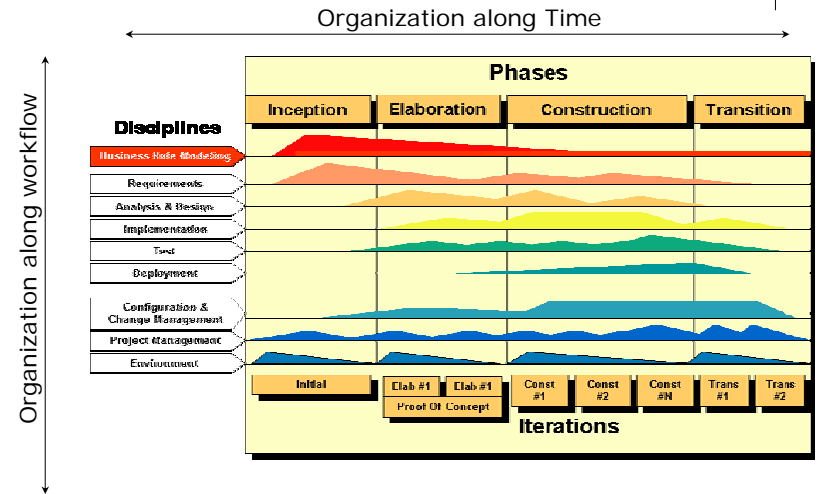 Organization along Time
Organization along workflow
Phases
Inception
Elaboration
Construction
Transition
Disciplines
Business Rule Modeling
Requirements
Analysis & Design
Implementation
Test
Deployment
Configuration &
Change Management
Project Management
Environment
Initial
Elab #1
Elab #1
Proof Of Concept
Const
#1
Const
#2
Const
#N
Trans
#1
Trans
#2
Iterations